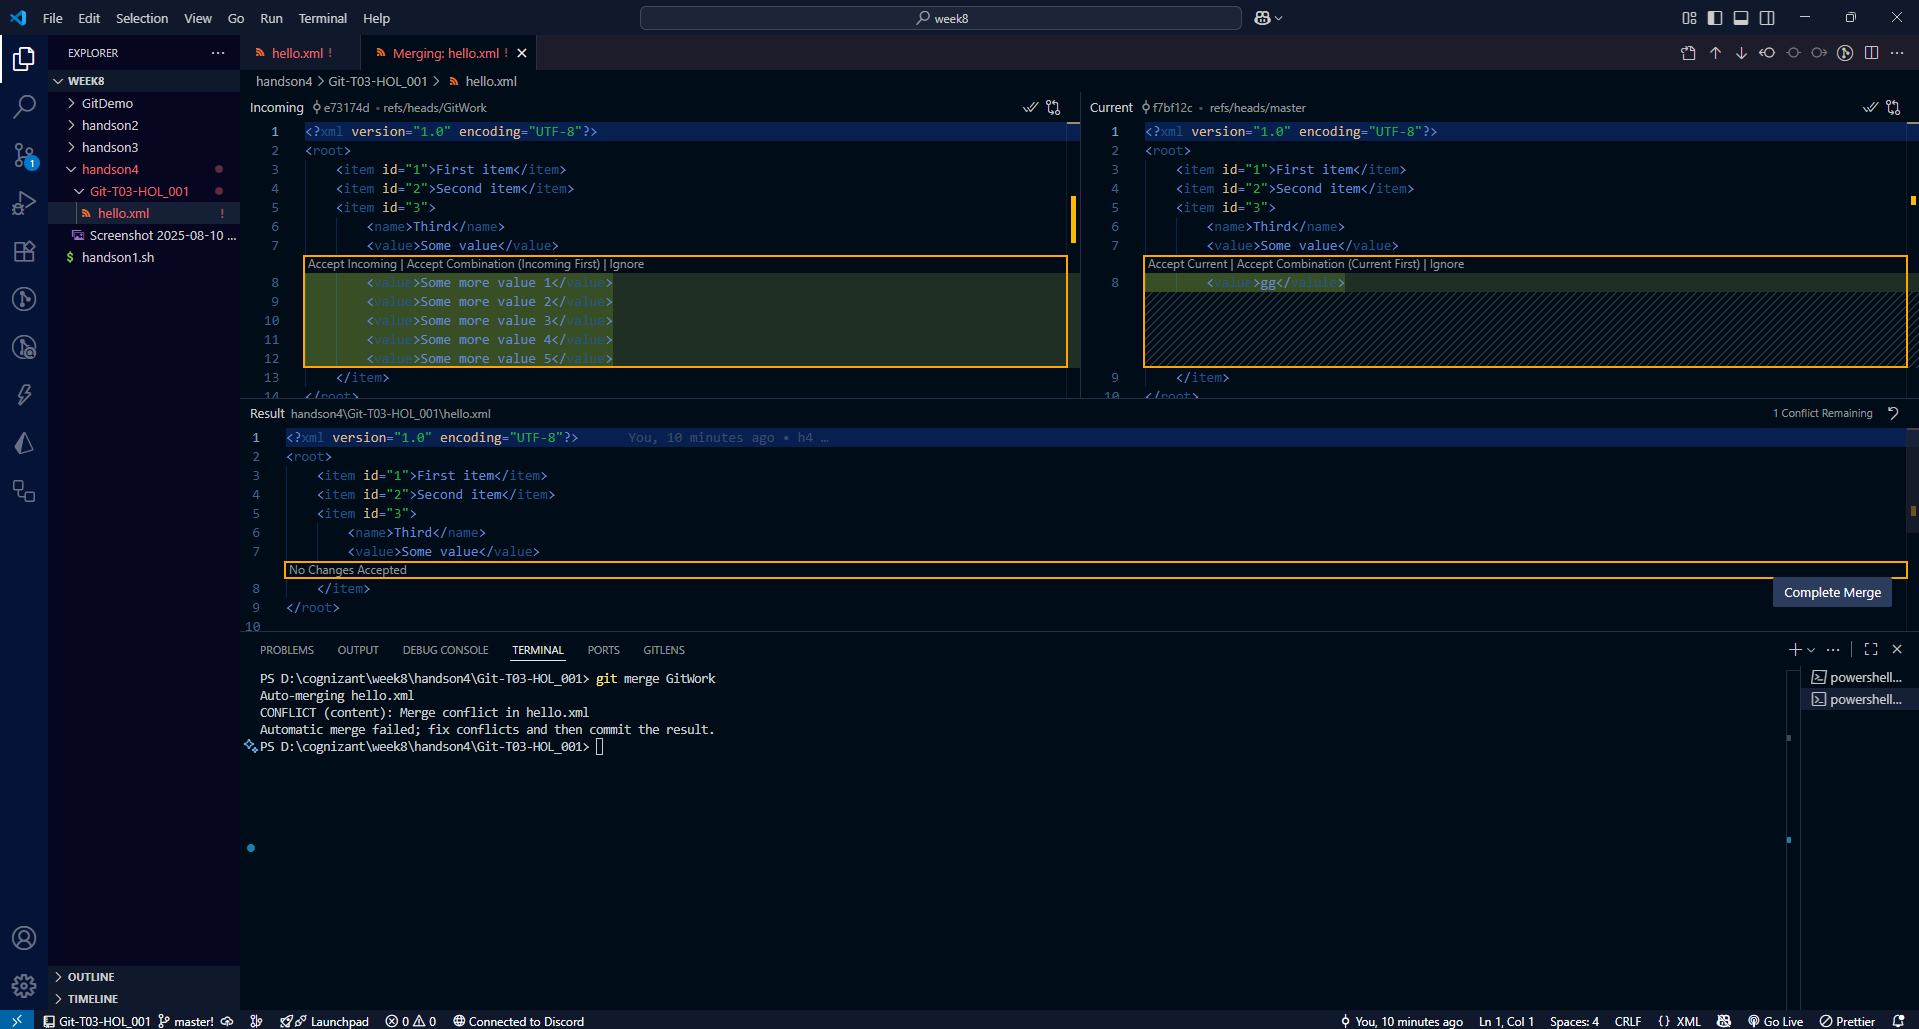 File Edit Selection View Go Run Terminal Help
week8
EXPLORER
WEEK8
GitDemo
handson2
handson3
handson4
Git-T03-HOL_001
hello.xml !
Screenshot 2025-08-10 ...
$ handson1.sh
OUTLINE
TIMELINE
1
hello.xml !
Merging: hello.xml !
handson4 > Git-T03-HOL_001 > hello.xml
Incoming e73174d • refs/heads/GitWork
1 <?xml version="1.0" encoding="UTF-8"?>
2 <root>
3 <item id="1">First item</item>
4 <item id="2">Second item</item>
5 <item id="3">
6 <name>Third</name>
7 <value>Some value</value>
Accept Incoming | Accept Combination (Incoming First) | Ignore
8 <value>Some more value 1</value>
9 <value>Some more value 2</value>
10 <value>Some more value 3</value>
11 <value>Some more value 4</value>
12 <value>Some more value 5</value>
13 </item>
14 </root>
Current f7bf12c • refs/heads/master
1 <?xml version="1.0" encoding="UTF-8"?>
2 <root>
3 <item id="1">First item</item>
4 <item id="2">Second item</item>
5 <item id="3">
6 <name>Third</name>
7 <value>Some value</value>
Accept Current | Accept Combination (Current First) | Ignore
8 <value>gg</valule>
9 </item>
10 </root>
Result handson4\Git-T03-HOL_001\hello.xml
1 Conflict Remaining
1 <?xml version="1.0" encoding="UTF-8"?> You, 10 minutes ago • h4 …
2 <root>
3 <item id="1">First item</item>
4 <item id="2">Second item</item>
5 <item id="3">
6 <name>Third</name>
7 <value>Some value</value>
No Changes Accepted
8 </item>
9 </root>
10
Complete Merge
PROBLEMS OUTPUT DEBUG CONSOLE TERMINAL PORTS GITLENS
PS D:\cognizant\week8\handson4\Git-T03-HOL_001> git merge GitWork
Auto-merging hello.xml
CONFLICT (content): Merge conflict in hello.xml
Automatic merge failed; fix conflicts and then commit the result.
PS D:\cognizant\week8\handson4\Git-T03-HOL_001>
powershell...
powershell...
Git-T03-HOL_001 master! Launchpad 0 0 Connected to Discord You, 10 minutes ago Ln 1, Col 1 Spaces: 4 CRLF {} XML Go Live Prettier